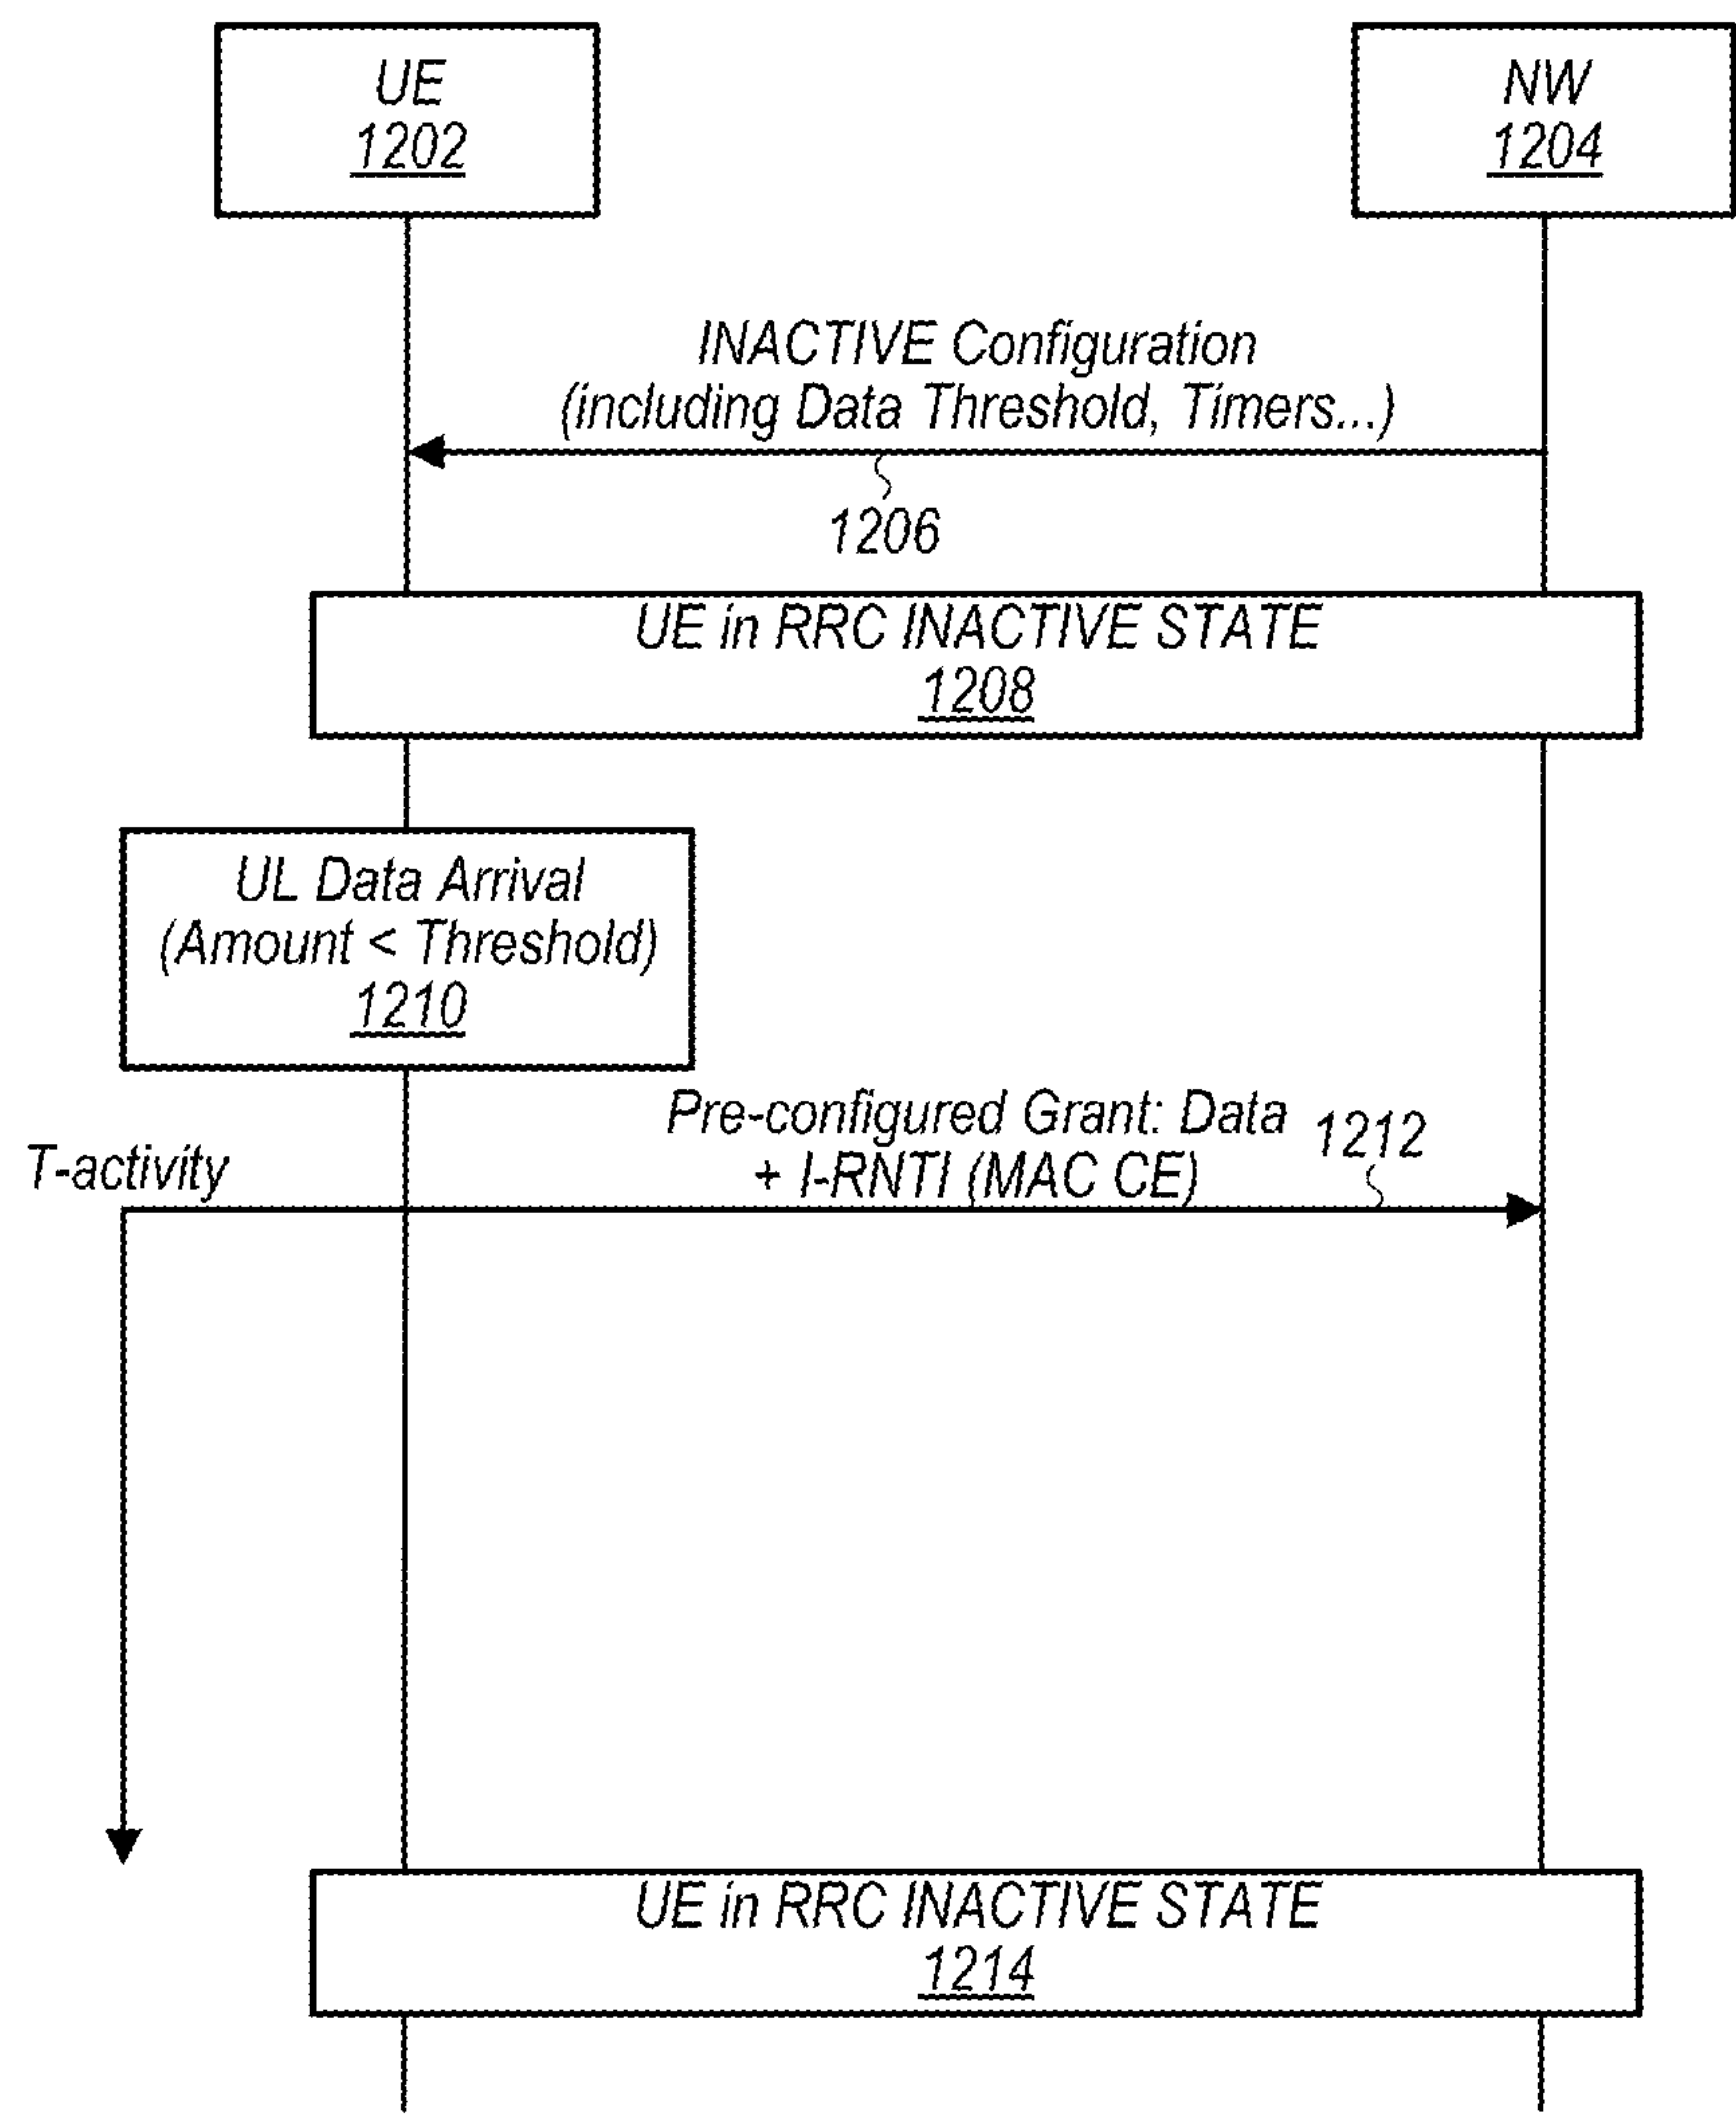 UE
1202
NW
1204
INACTIVE Configuration
(including Data Threshold, Timers...)
1206
UE in RRC INACTIVE STATE
1208
UL Data Arrival
(Amount < Threshold)
1210
Pre-configured Grant: Data
+ I-RNTI (MAC CE)
1212
T-activity
UE in RRC INACTIVE STATE
1214